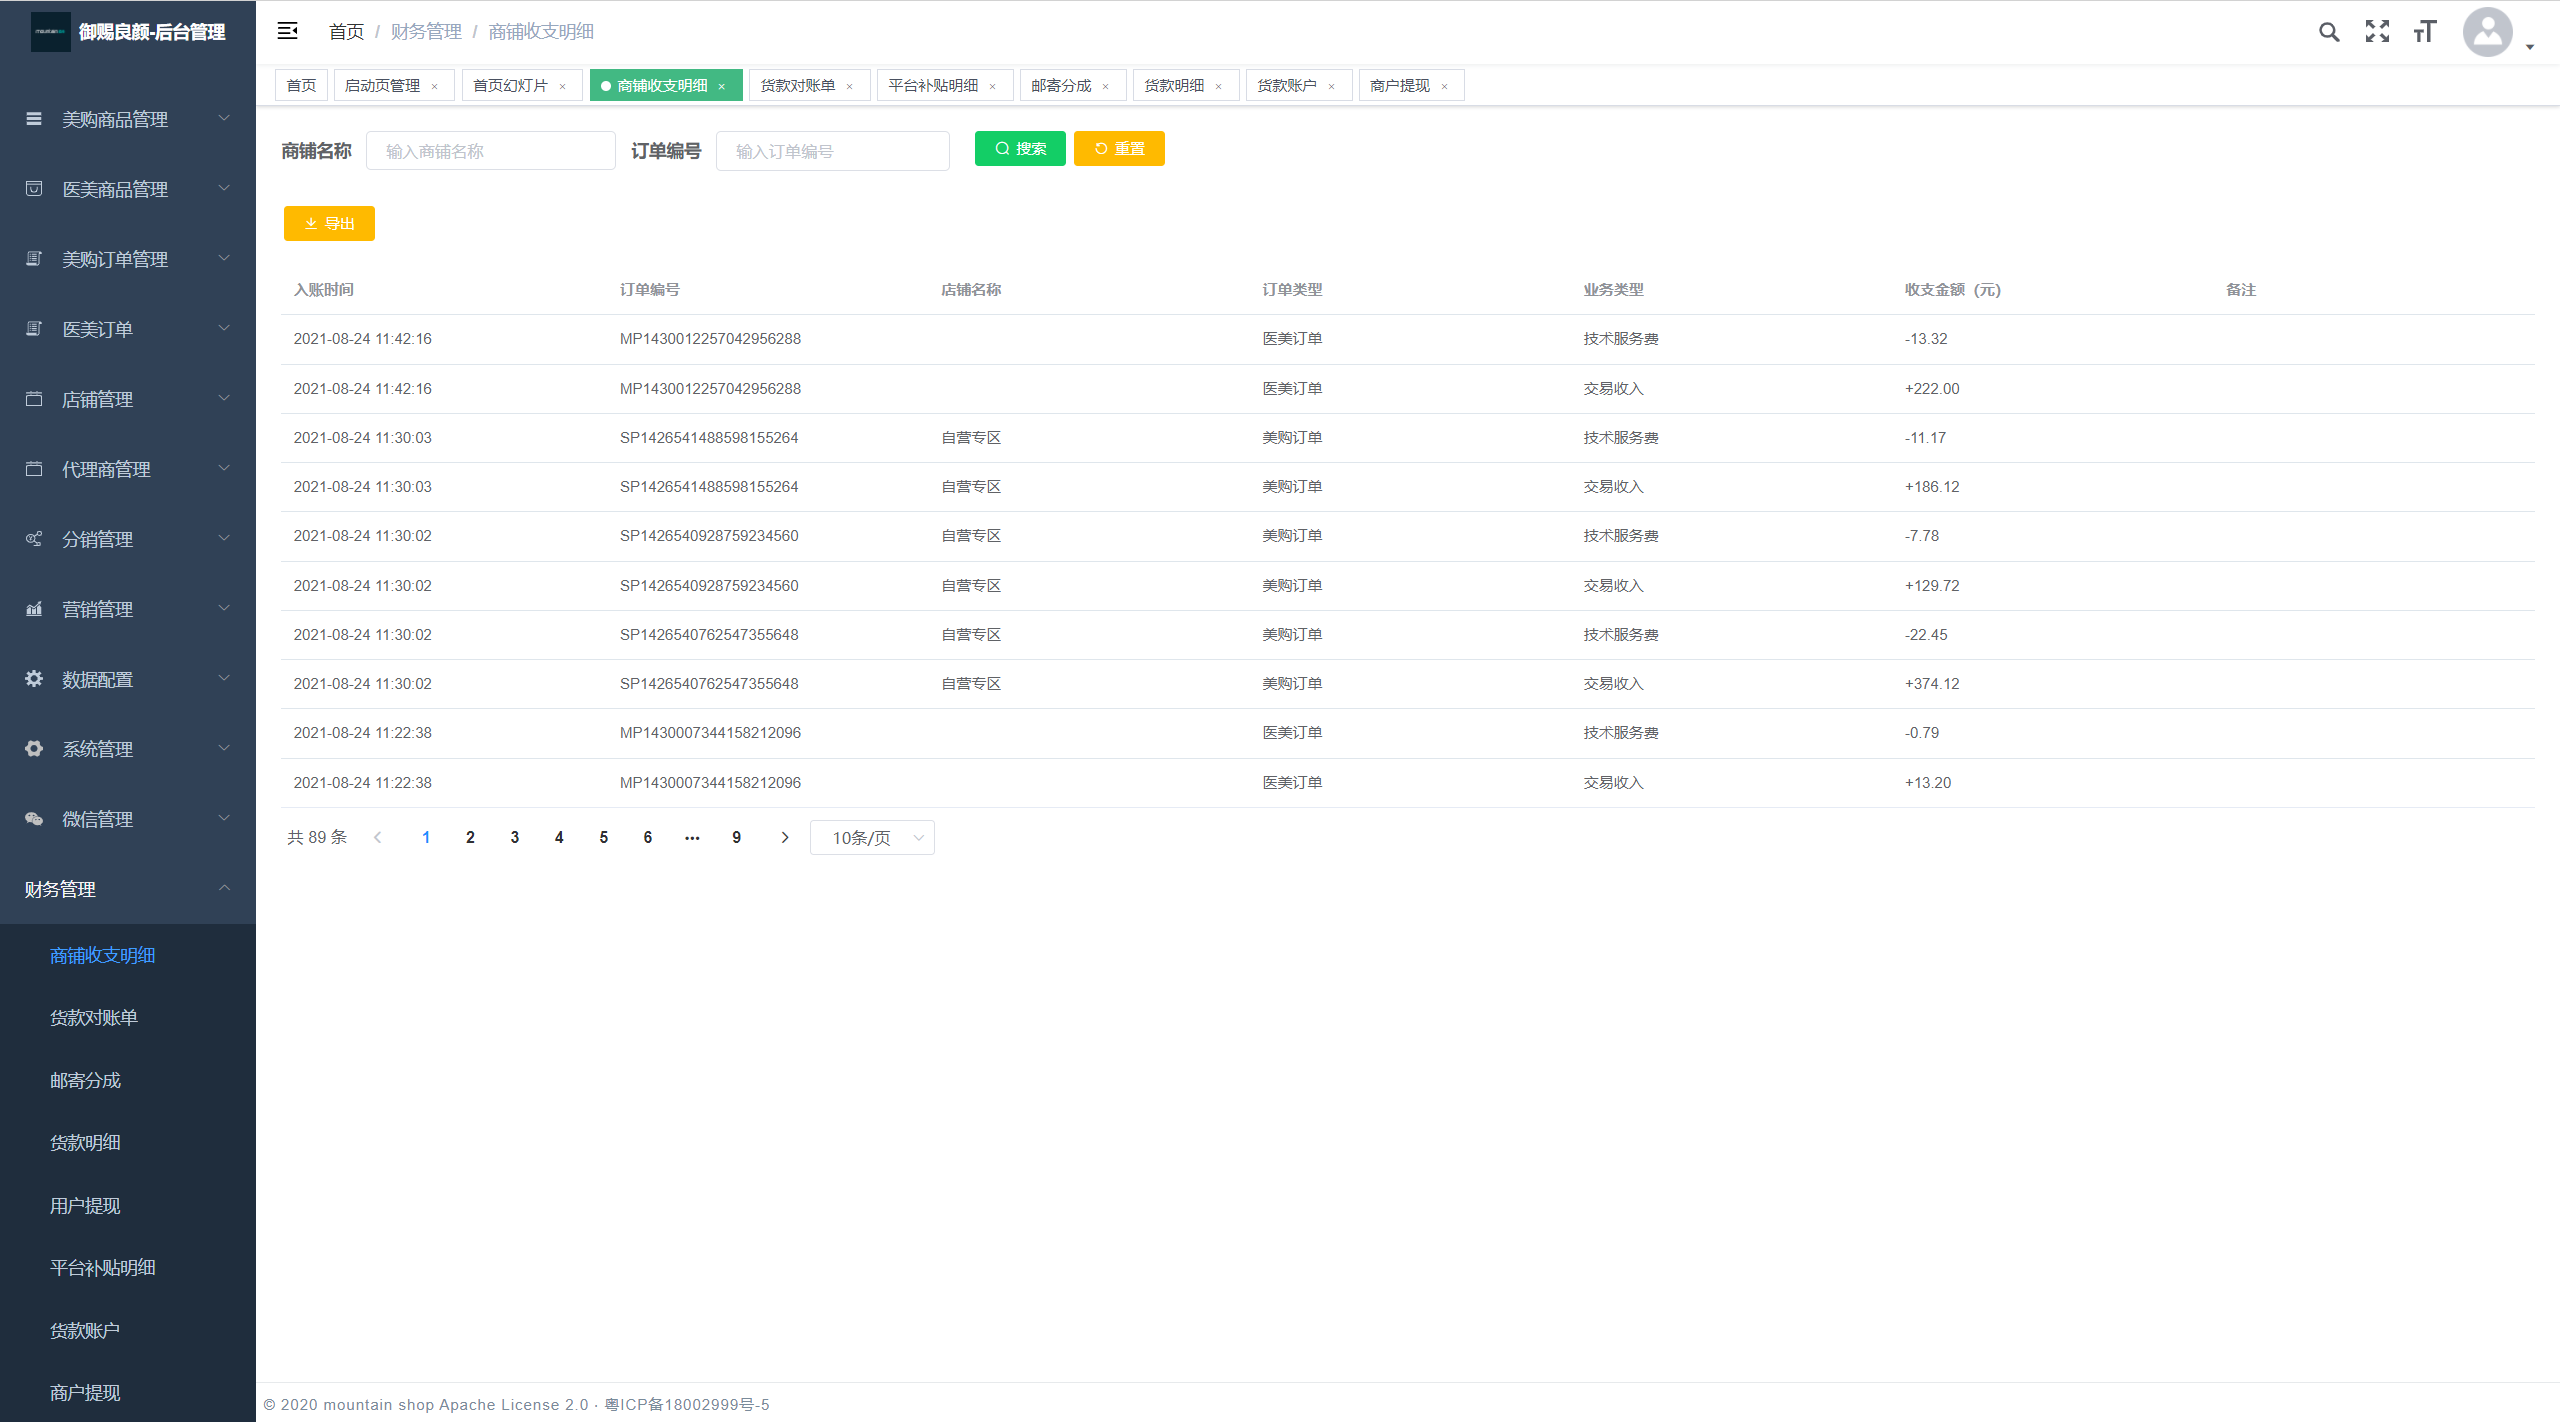 御赐良颜-后台管理
美购商品管理
医美商品管理
美购订单管理
医美订单
店铺管理
代理商管理
分销管理
营销管理
数据配置
系统管理
微信管理
财务管理
商铺收支明细
货款对账单
邮寄分成
货款明细
用户提现
平台补贴明细
货款账户
商户提现
首页 / 财务管理 / 商铺收支明细
首页 启动页管理 × 首页幻灯片 × 商铺收支明细 × 货款对账单 × 平台补贴明细 × 邮寄分成 × 货款明细 × 货款账户 × 商户提现 ×
商铺名称 输入商铺名称 订单编号 输入订单编号 搜索 重置
导出
入账时间 订单编号 店铺名称 订单类型 业务类型 收支金额（元） 备注
2021-08-24 11:42:16 MP1430012257042956288 医美订单 技术服务费 -13.32
2021-08-24 11:42:16 MP1430012257042956288 医美订单 交易收入 +222.00
2021-08-24 11:30:03 SP1426541488598155264 自营专区 美购订单 技术服务费 -11.17
2021-08-24 11:30:03 SP1426541488598155264 自营专区 美购订单 交易收入 +186.12
2021-08-24 11:30:02 SP1426540928759234560 自营专区 美购订单 技术服务费 -7.78
2021-08-24 11:30:02 SP1426540928759234560 自营专区 美购订单 交易收入 +129.72
2021-08-24 11:30:02 SP1426540762547355648 自营专区 美购订单 技术服务费 -22.45
2021-08-24 11:30:02 SP1426540762547355648 自营专区 美购订单 交易收入 +374.12
2021-08-24 11:22:38 MP1430007344158212096 医美订单 技术服务费 -0.79
2021-08-24 11:22:38 MP1430007344158212096 医美订单 交易收入 +13.20
共 89 条 1 2 3 4 5 6 ··· 9 10条/页
© 2020 mountain shop Apache License 2.0 · 粤ICP备18002999号-5